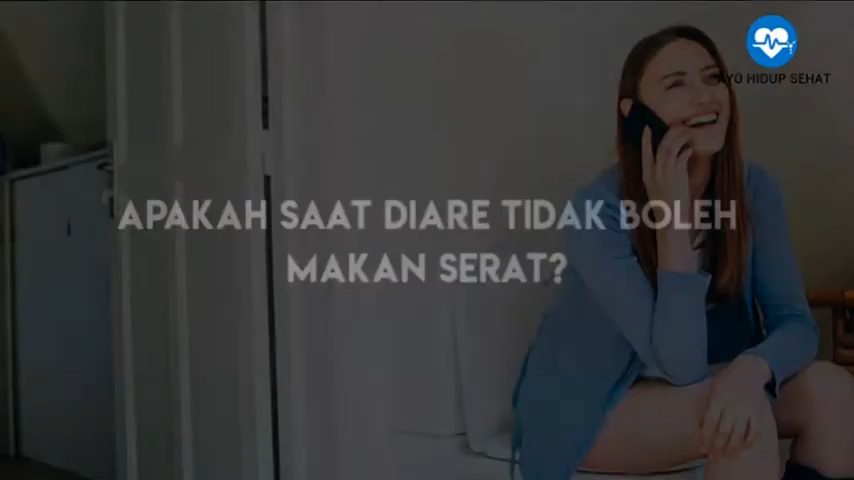 YO HIDUP SEHAT
APAKAH SAAT DIARE TIDAK BOLEH
MAKAN SERAT?